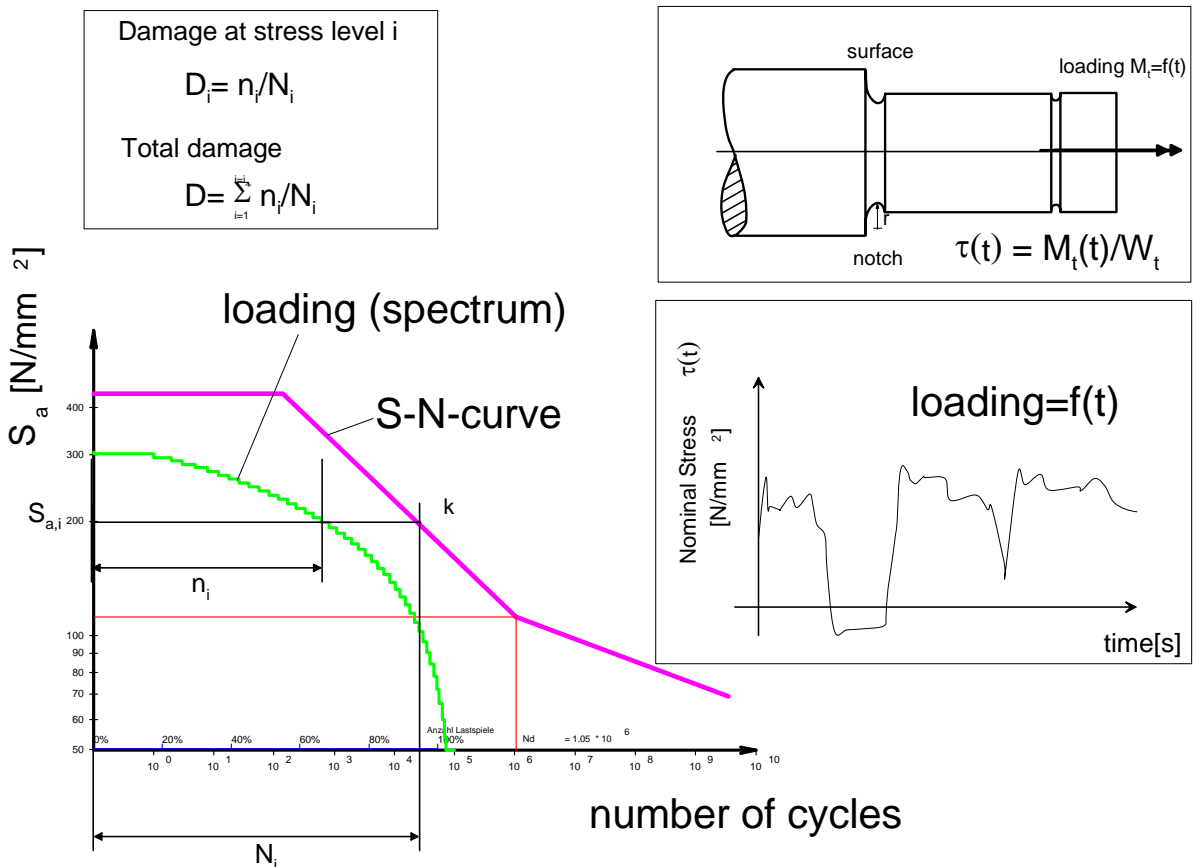 Damage at stress level i
Dᵢ= nᵢ/Nᵢ
Total damage
i=i
D= Σ nᵢ/Nᵢ
i=1
surface
loading Mₜ=f(t)
r
notch
τ(t) = Mₜ(t)/Wₜ
Sₐ [N/mm ²]
loading (spectrum)
S-N-curve
400
300
Sₐ,ᵢ 200
k
nᵢ
100
90
80
70
60
50
0% 20% 40% 60% 80% 100%
Anzahl Lastspiele
Nd = 1.05 * 10 ⁶
10 ⁰ 10 ¹ 10 ² 10 ³ 10 ⁴ 10 ⁵ 10 ⁶ 10 ⁷ 10 ⁸ 10 ⁹ 10 ¹⁰
number of cycles
Nᵢ
Nominal Stress τ(t)
[N/mm ²]
loading=f(t)
time[s]